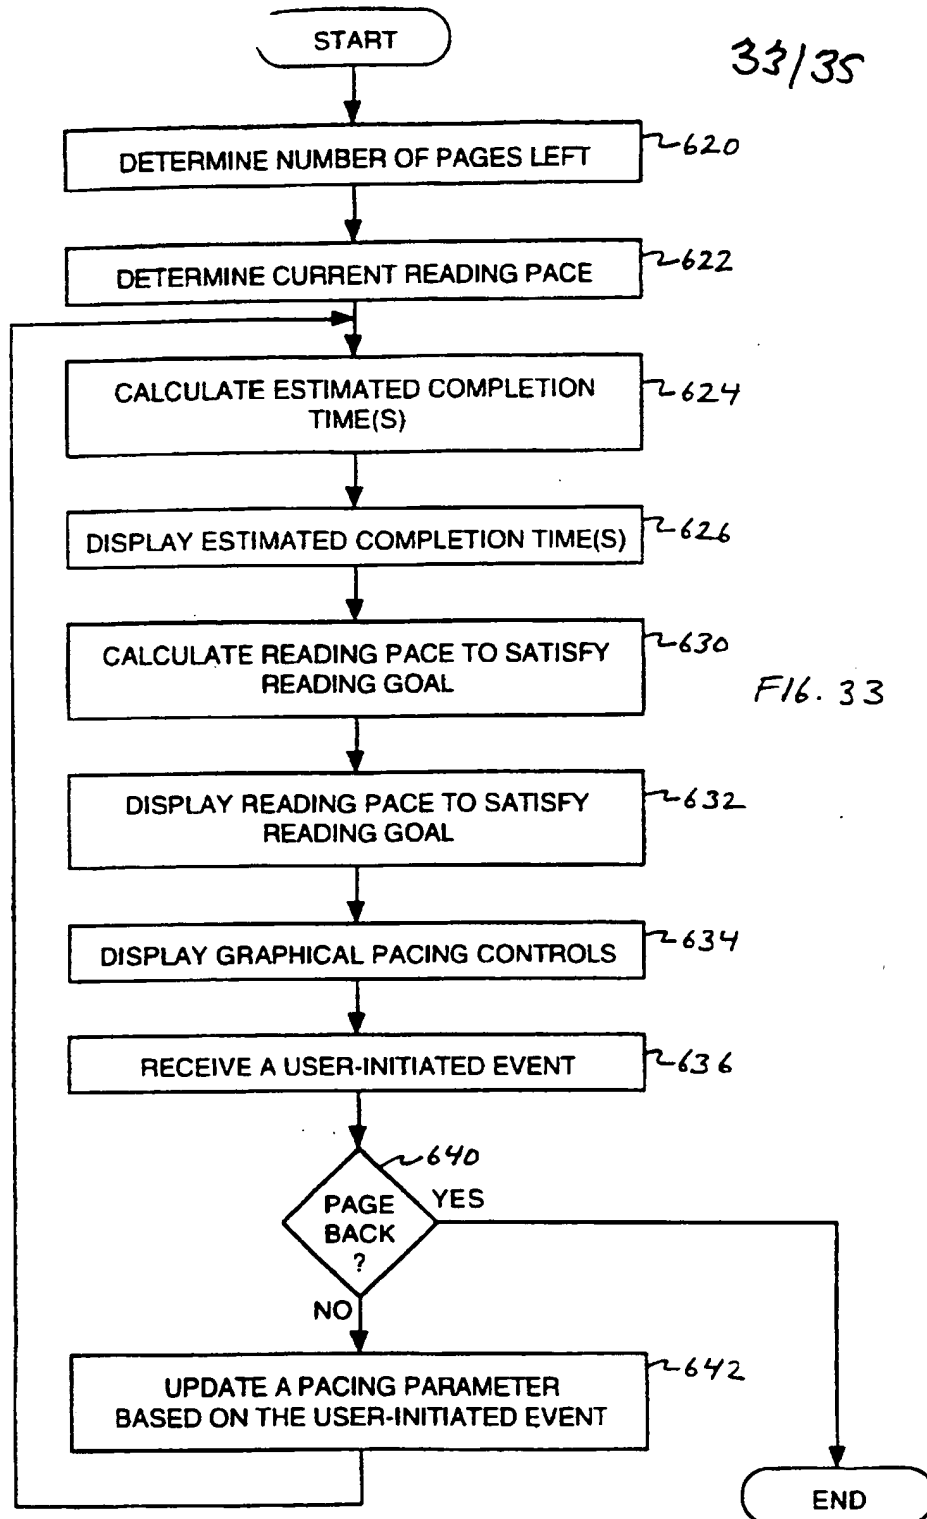 START
33/35
DETERMINE NUMBER OF PAGES LEFT
620
DETERMINE CURRENT READING PACE
622
CALCULATE ESTIMATED COMPLETION
TIME(S)
624
DISPLAY ESTIMATED COMPLETION TIME(S)
626
CALCULATE READING PACE TO SATISFY
READING GOAL
630
FIG. 33
DISPLAY READING PACE TO SATISFY
READING GOAL
632
DISPLAY GRAPHICAL PACING CONTROLS
634
RECEIVE A USER-INITIATED EVENT
636
640
PAGE
BACK
?
YES
NO
UPDATE A PACING PARAMETER
BASED ON THE USER-INITIATED EVENT
642
END